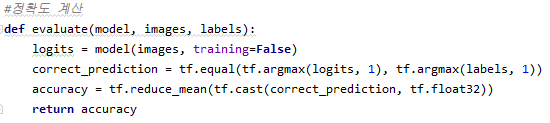 #정확도 계산
def evaluate(model, images, labels):
    logits = model(images, training=False)
    correct_prediction = tf.equal(tf.argmax(logits, 1), tf.argmax(labels, 1))
    accuracy = tf.reduce_mean(tf.cast(correct_prediction, tf.float32))
    return accuracy